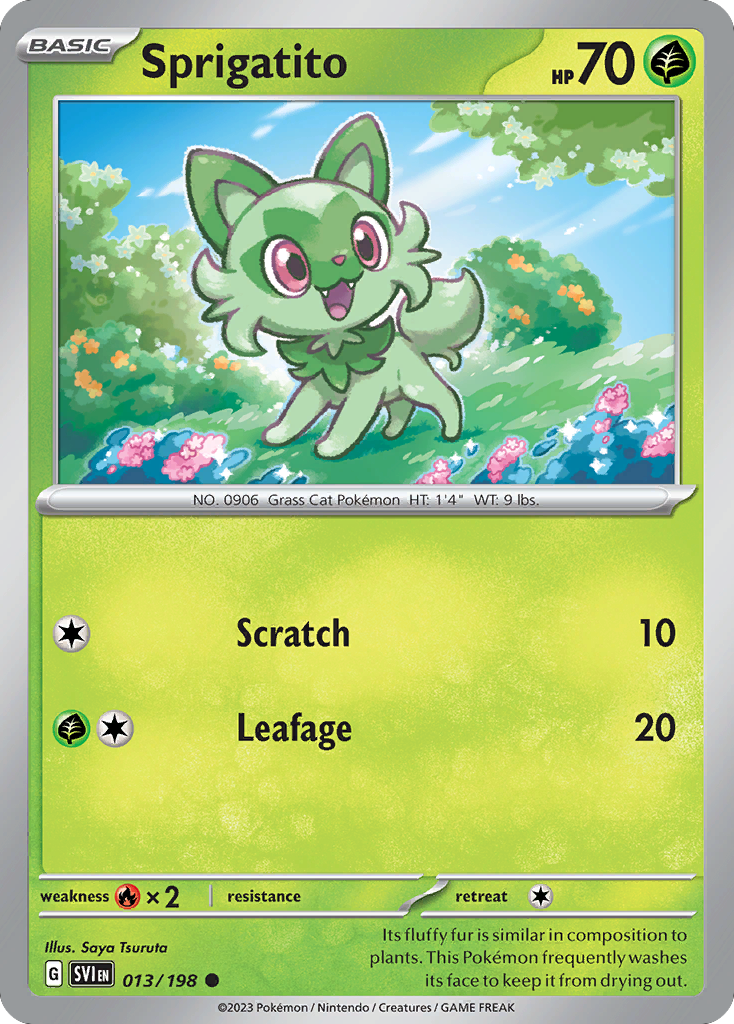 BASIC
Sprigatito
HP 70
NO. 0906 Grass Cat Pokémon HT: 1'4" WT: 9 lbs.
Scratch 10
Leafage 20
weakness ×2 resistance retreat
Illus. Saya Tsuruta
G SVI EN 013/198
Its fluffy fur is similar in composition to
plants. This Pokémon frequently washes
its face to keep it from drying out.
©2023 Pokémon / Nintendo / Creatures / GAME FREAK